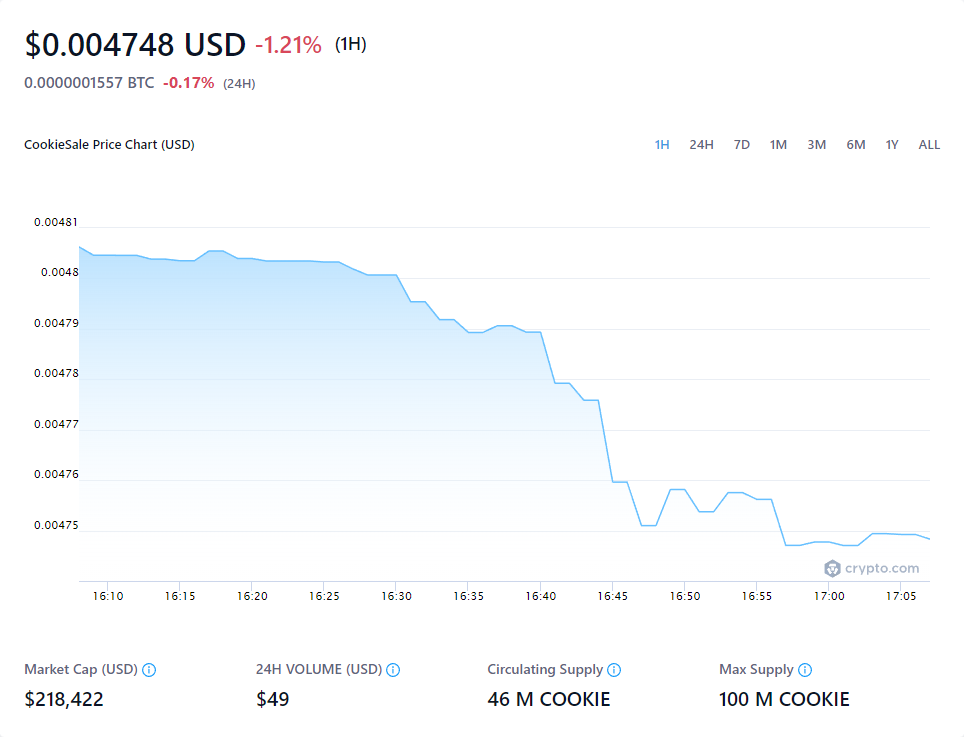 $0.004748 USD -1.21% (1H)
0.0000001557 BTC -0.17% (24H)
CookieSale Price Chart (USD)
1H 24H 7D 1M 3M 6M 1Y ALL
0.00481
0.0048
0.00479
0.00478
0.00477
0.00476
0.00475
crypto.com
16:10 16:15 16:20 16:25 16:30 16:35 16:40 16:45 16:50 16:55 17:00 17:05
Market Cap (USD) 24H VOLUME (USD) Circulating Supply Max Supply
$218,422 $49 46 M COOKIE 100 M COOKIE